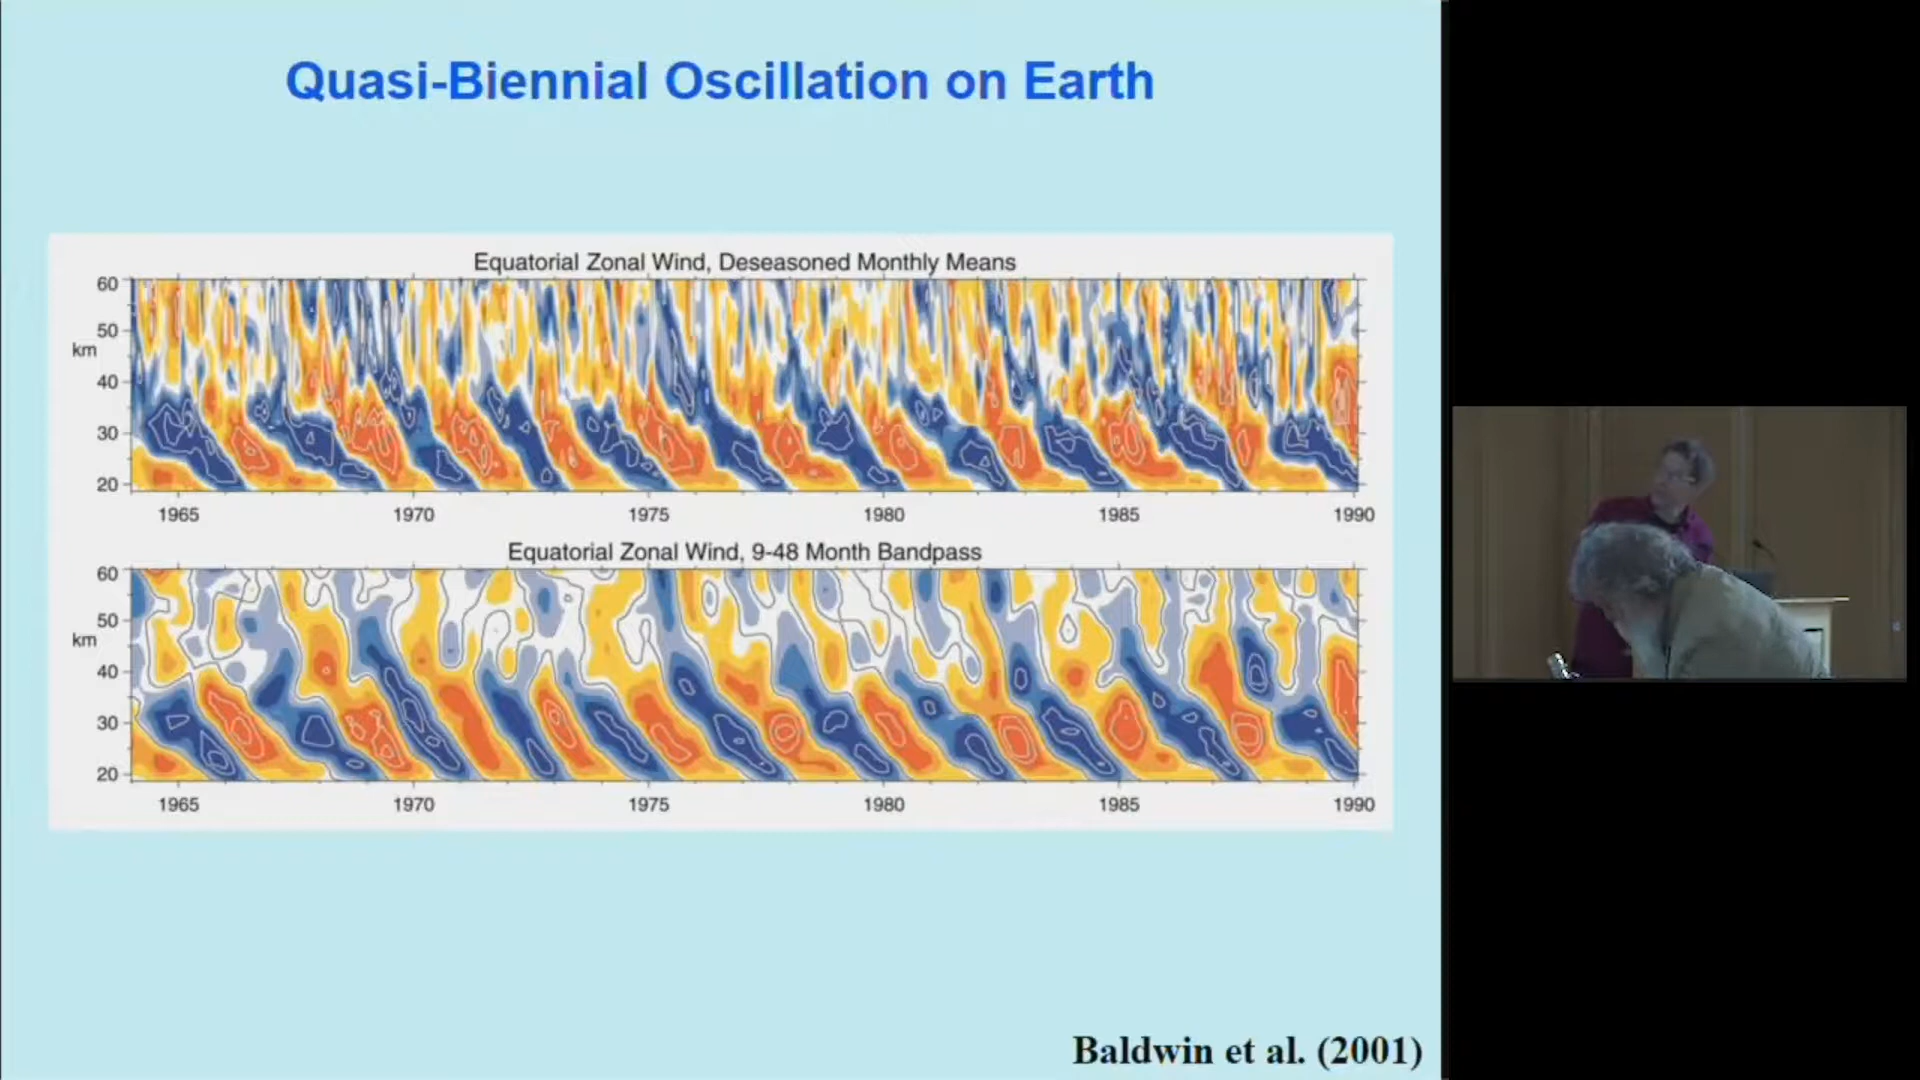 Quasi-Biennial Oscillation on Earth
Equatorial Zonal Wind, Deseasoned Monthly Means
60
50
km
40
30
20
1965 1970 1975 1980 1985 1990
Equatorial Zonal Wind, 9-48 Month Bandpass
60
50
km
40
30
20
1965 1970 1975 1980 1985 1990
Baldwin et al. (2001)